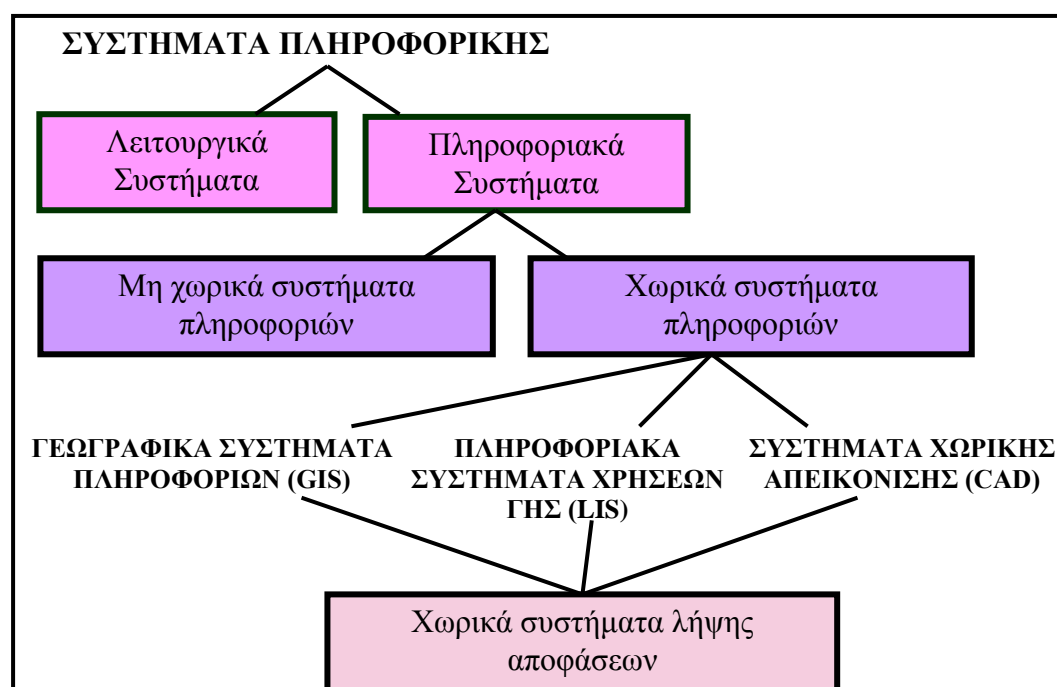 ΣΥΣΤΗΜΑΤΑ ΠΛΗΡΟΦΟΡΙΚΗΣ
Λειτουργικά
Συστήματα
Πληροφοριακά
Συστήματα
Μη χωρικά συστήματα
πληροφοριών
Χωρικά συστήματα
πληροφοριών
ΓΕΩΓΡΑΦΙΚΑ ΣΥΣΤΗΜΑΤΑ
ΠΛΗΡΟΦΟΡΙΩΝ (GIS)
ΠΛΗΡΟΦΟΡΙΑΚΑ
ΣΥΣΤΗΜΑΤΑ ΧΡΗΣΕΩΝ
ΓΗΣ (LIS)
ΣΥΣΤΗΜΑΤΑ ΧΩΡΙΚΗΣ
ΑΠΕΙΚΟΝΙΣΗΣ (CAD)
Χωρικά συστήματα λήψης
αποφάσεων